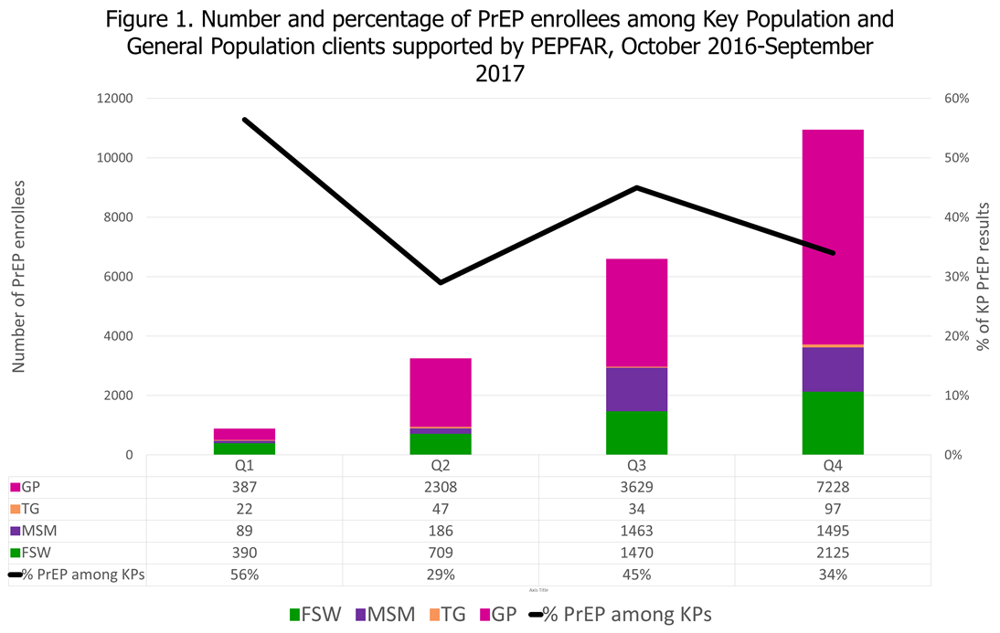 Figure 1. Number and percentage of PrEP enrollees among Key Population and
General Population clients supported by PEPFAR, October 2016-September
2017
12000 60%
10000 50%
8000 40%
6000 30%
4000 20%
2000 10%
0 0%
Number of PrEP enrollees
% of KP PrEP results
Q1 Q2 Q3 Q4
GP 387 2308 3629 7228
TG 22 47 34 97
MSM 89 186 1463 1495
FSW 390 709 1470 2125
% PrEP among KPs 56% 29% 45% 34%
Axis Title
FSW MSM TG GP % PrEP among KPs